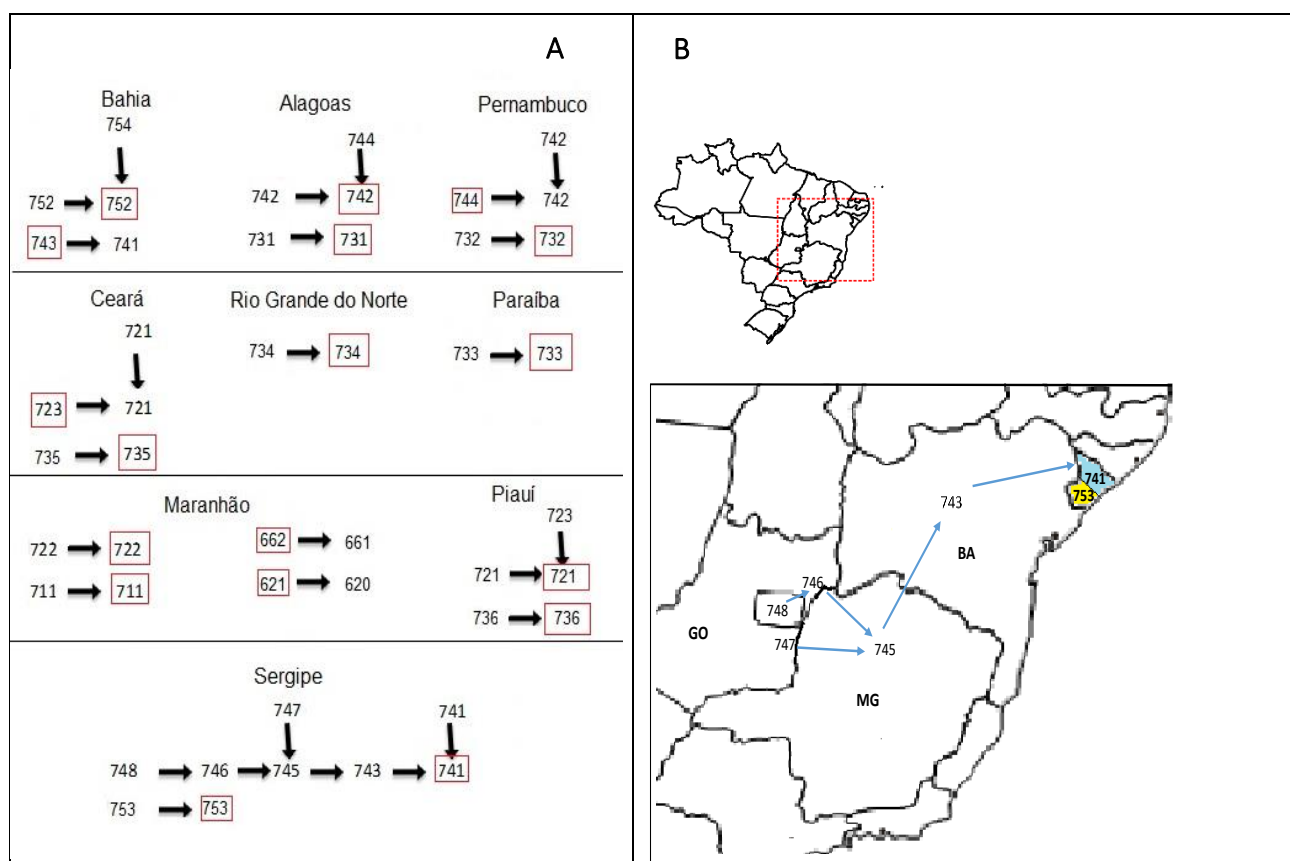 A
Bahia
754
752 752
743 741
Alagoas
744
742 742
731 731
Pernambuco
742
744 742
732 732
Ceará
721
723 721
735 735
Rio Grande do Norte
734 734
Paraíba
733 733
Maranhão
722 722
711 711
662 661
621 620
Piauí
723
721 721
736 736
Sergipe
747 741
748 746 745 743 741
753 753
B
741
753
743
BA
746
748
GO
747
745
MG